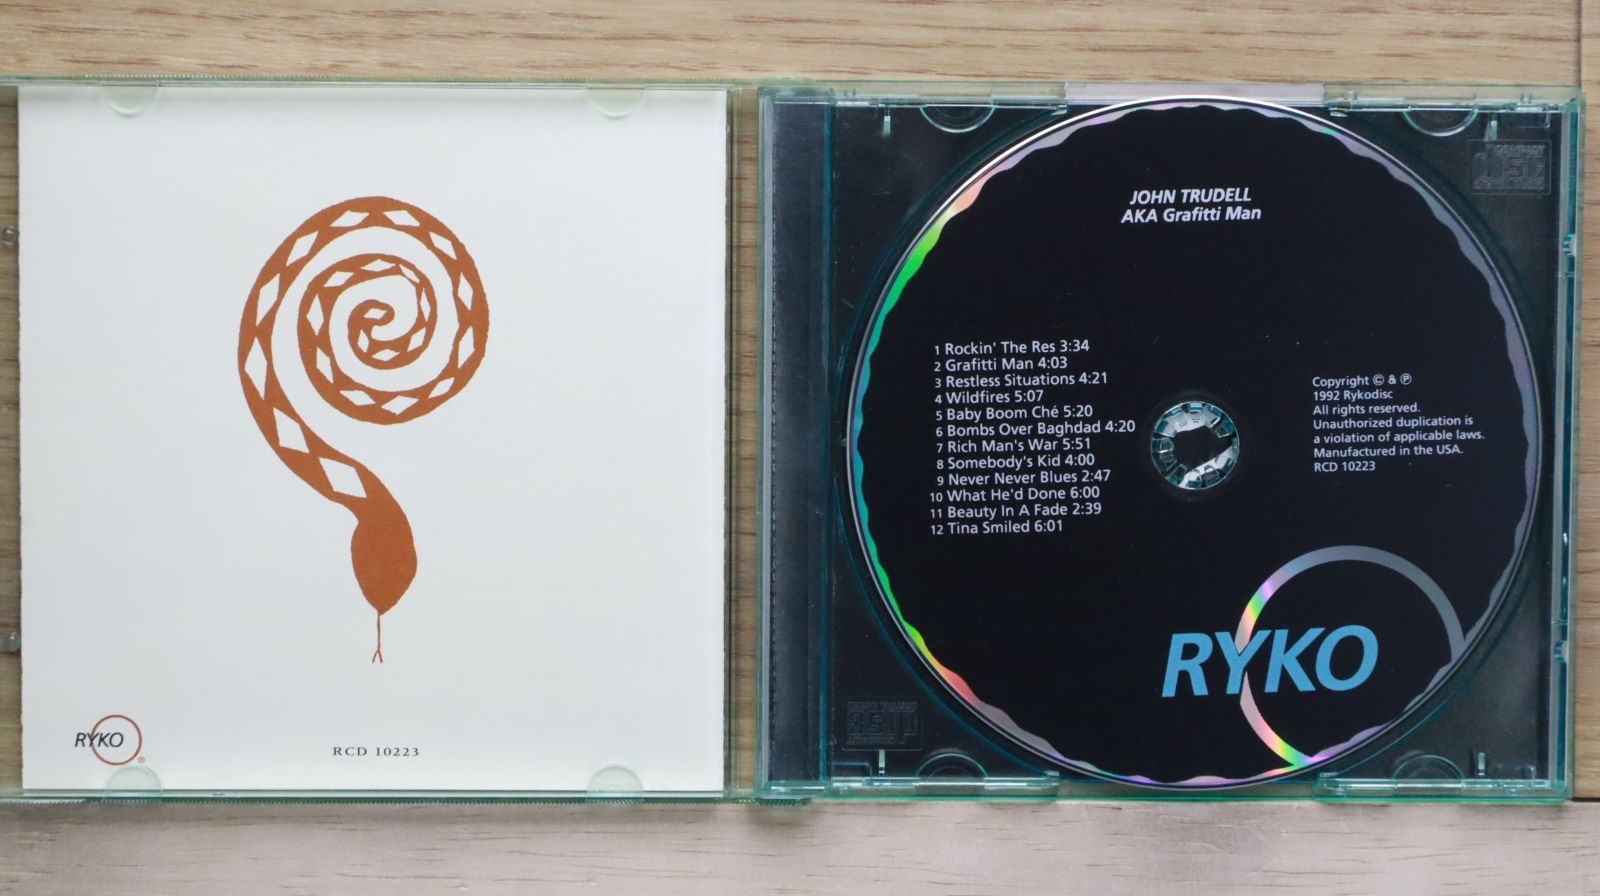 RYKO
®
RCD 10223
JOHN TRUDELL
AKA Grafitti Man
1 Rockin' The Res 3:34
2 Grafitti Man 4:03
3 Restless Situations 4:21
4 Wildfires 5:07
5 Baby Boom Ché 5:20
6 Bombs Over Baghdad 4:20
7 Rich Man's War 5:51
8 Somebody's Kid 4:00
9 Never Never Blues 2:47
10 What He'd Done 6:00
11 Beauty In A Fade 2:39
12 Tina Smiled 6:01
Copyright © & ℗
1992 Rykodisc
All rights reserved.
Unauthorized duplication is
a violation of applicable laws.
Manufactured in the USA.
RCD 10223
RYKO
COMPACT
disc